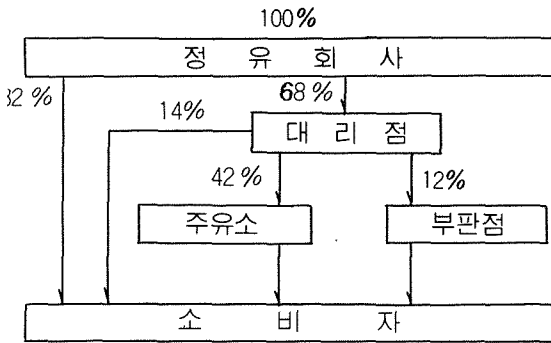 100%
정 유 회 사
32% 68%
14% 대 리 점
42% 12%
주유소 부판점
소 비 자